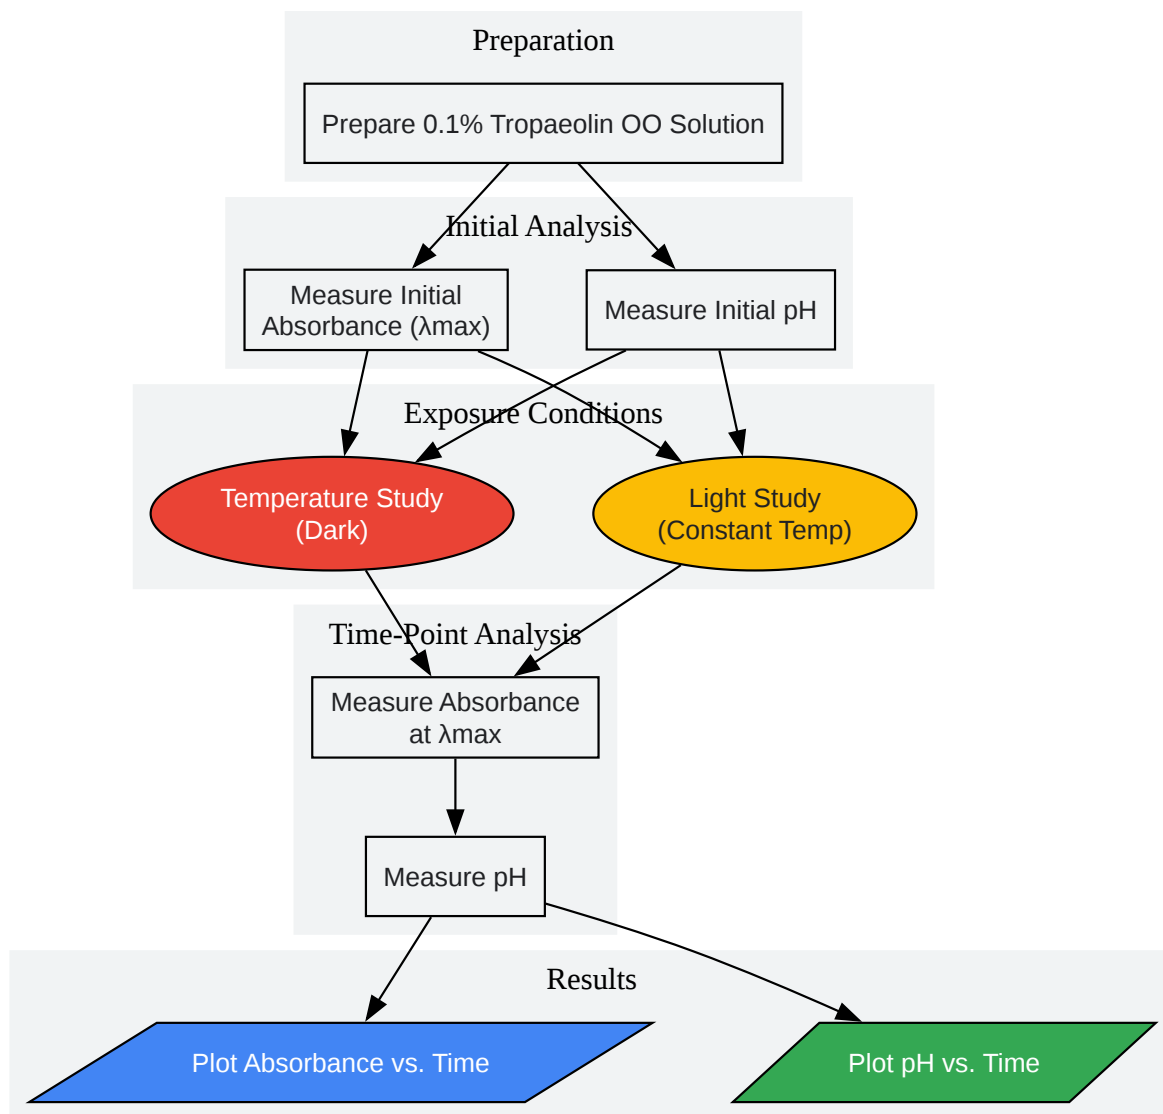 Preparation
Prepare 0.1% Tropaeolin OO Solution
Initial Analysis
Measure Initial
Absorbance (λmax)
Measure Initial pH
Exposure Conditions
Temperature Study
(Dark)
Light Study
(Constant Temp)
Time-Point Analysis
Measure Absorbance
at λmax
Measure pH
Results
Plot Absorbance vs. Time
Plot pH vs. Time